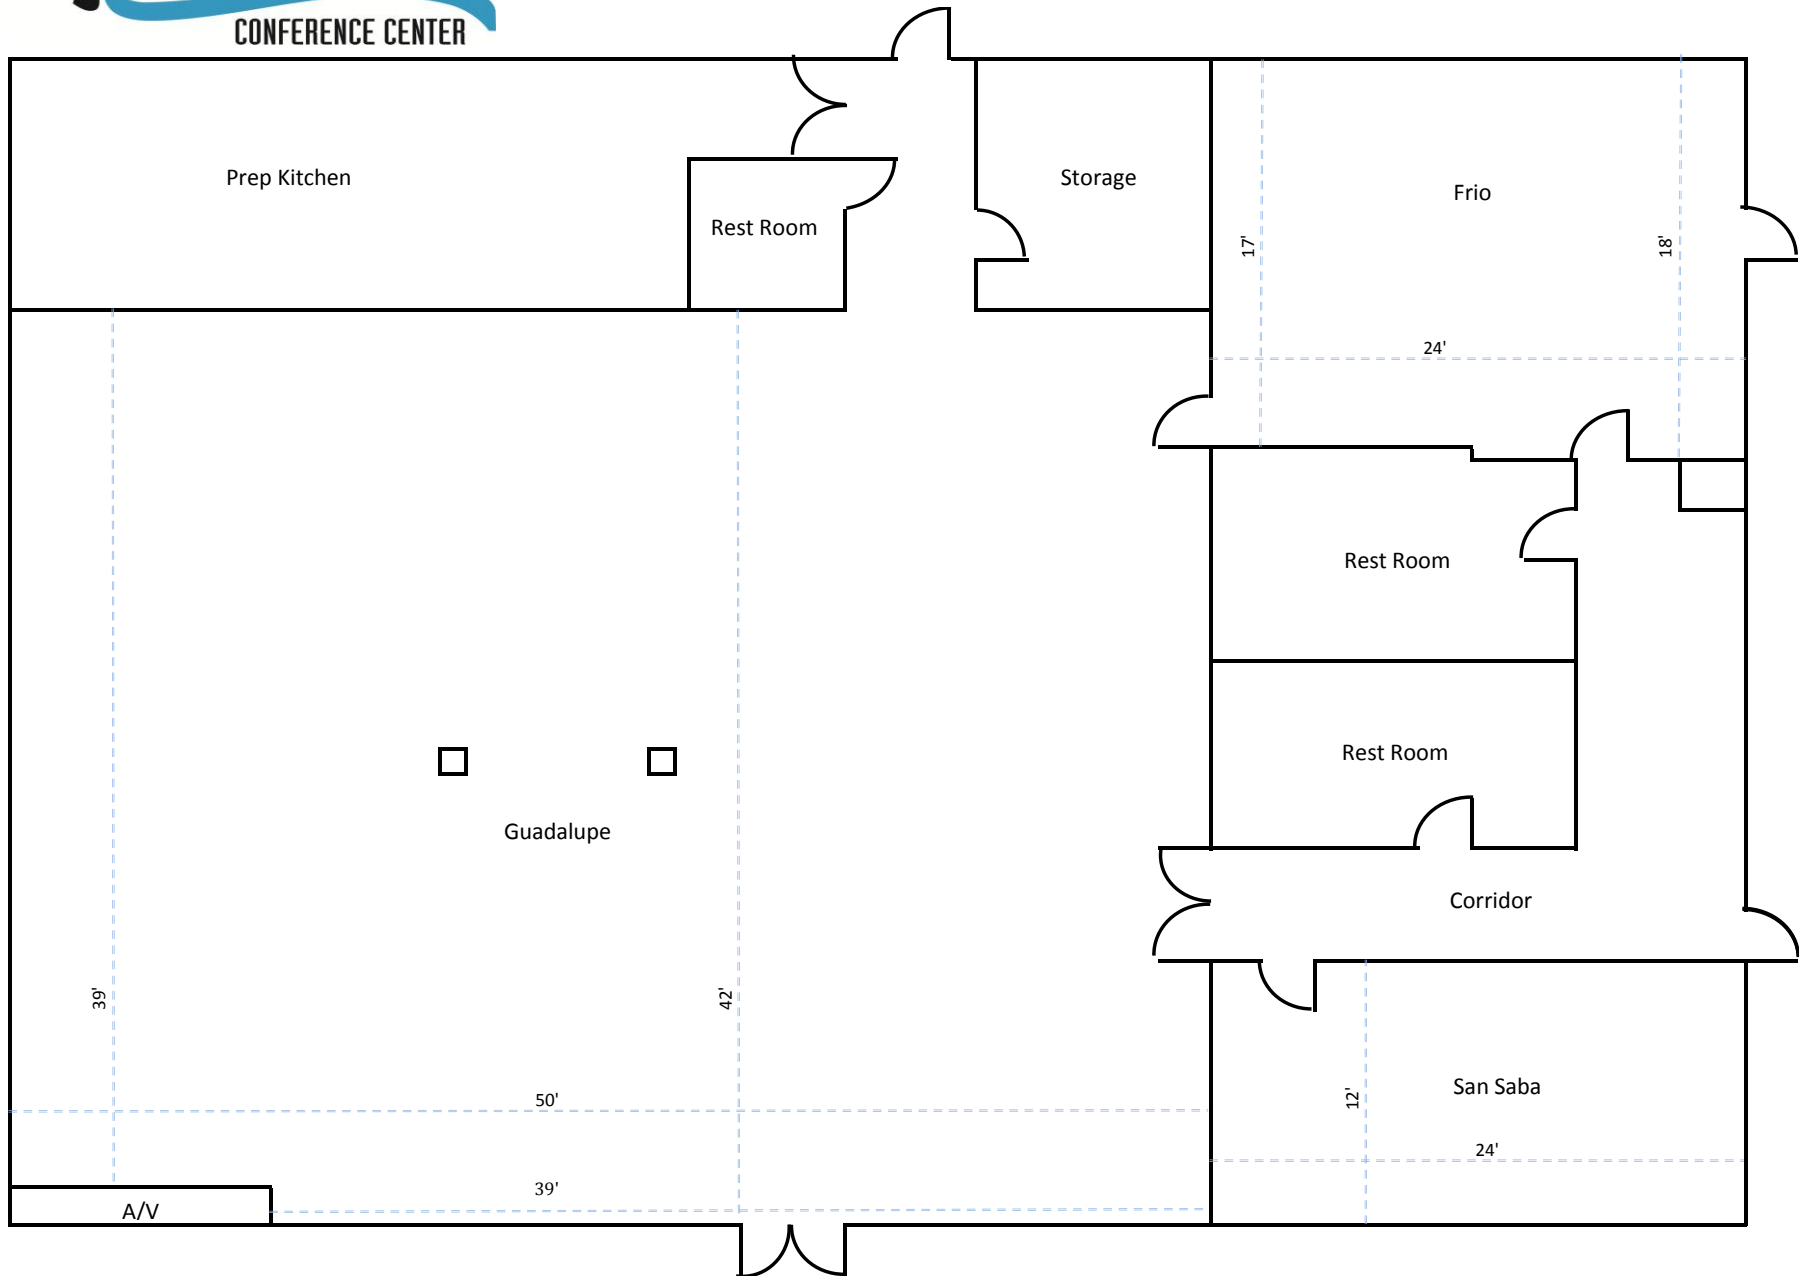 CONFERENCE CENTER
Prep Kitchen
Rest Room
Storage
Frio
17'
18'
24'
Rest Room
Rest Room
Guadalupe
Corridor
39'
42'
50'
San Saba
12'
24'
39'
A/V